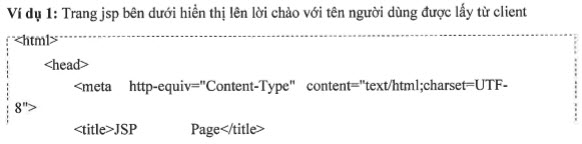 Ví dụ 1: Trang jsp bên dưới hiển thị lên lời chào với tên người dùng được lấy từ client
<html>
<head>
<meta http-equiv="Content-Type" content="text/html;charset=UTF-
8">
<title>JSP Page</title>